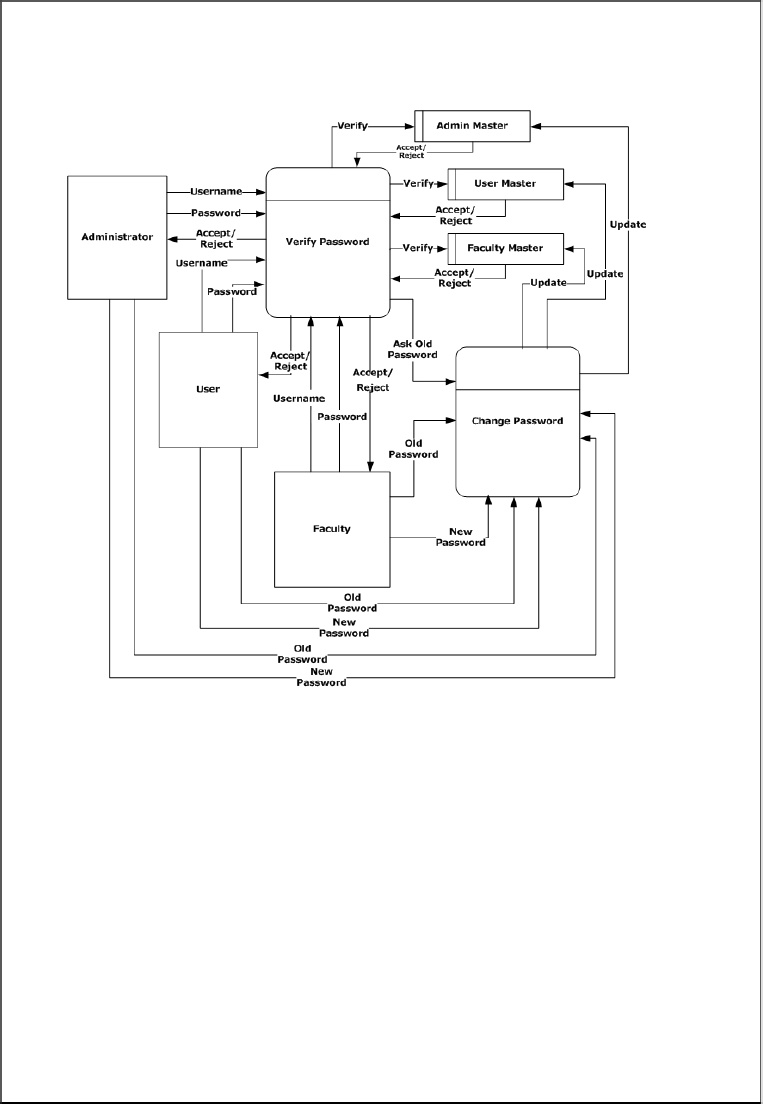 Verify
Admin Master
Accept/
Reject
Username
Password
Accept/
Reject
Administrator
Verify Password
Verify
User Master
Accept/
Reject
Update
Verify
Faculty Master
Accept/
Reject
Update
Update
Username
Password
User
Accept/
Reject
Username
Password
Accept/
Reject
Ask Old
Password
Change Password
Old
Password
Faculty
New
Password
Old
Password
New
Password
Old
Password
New
Password